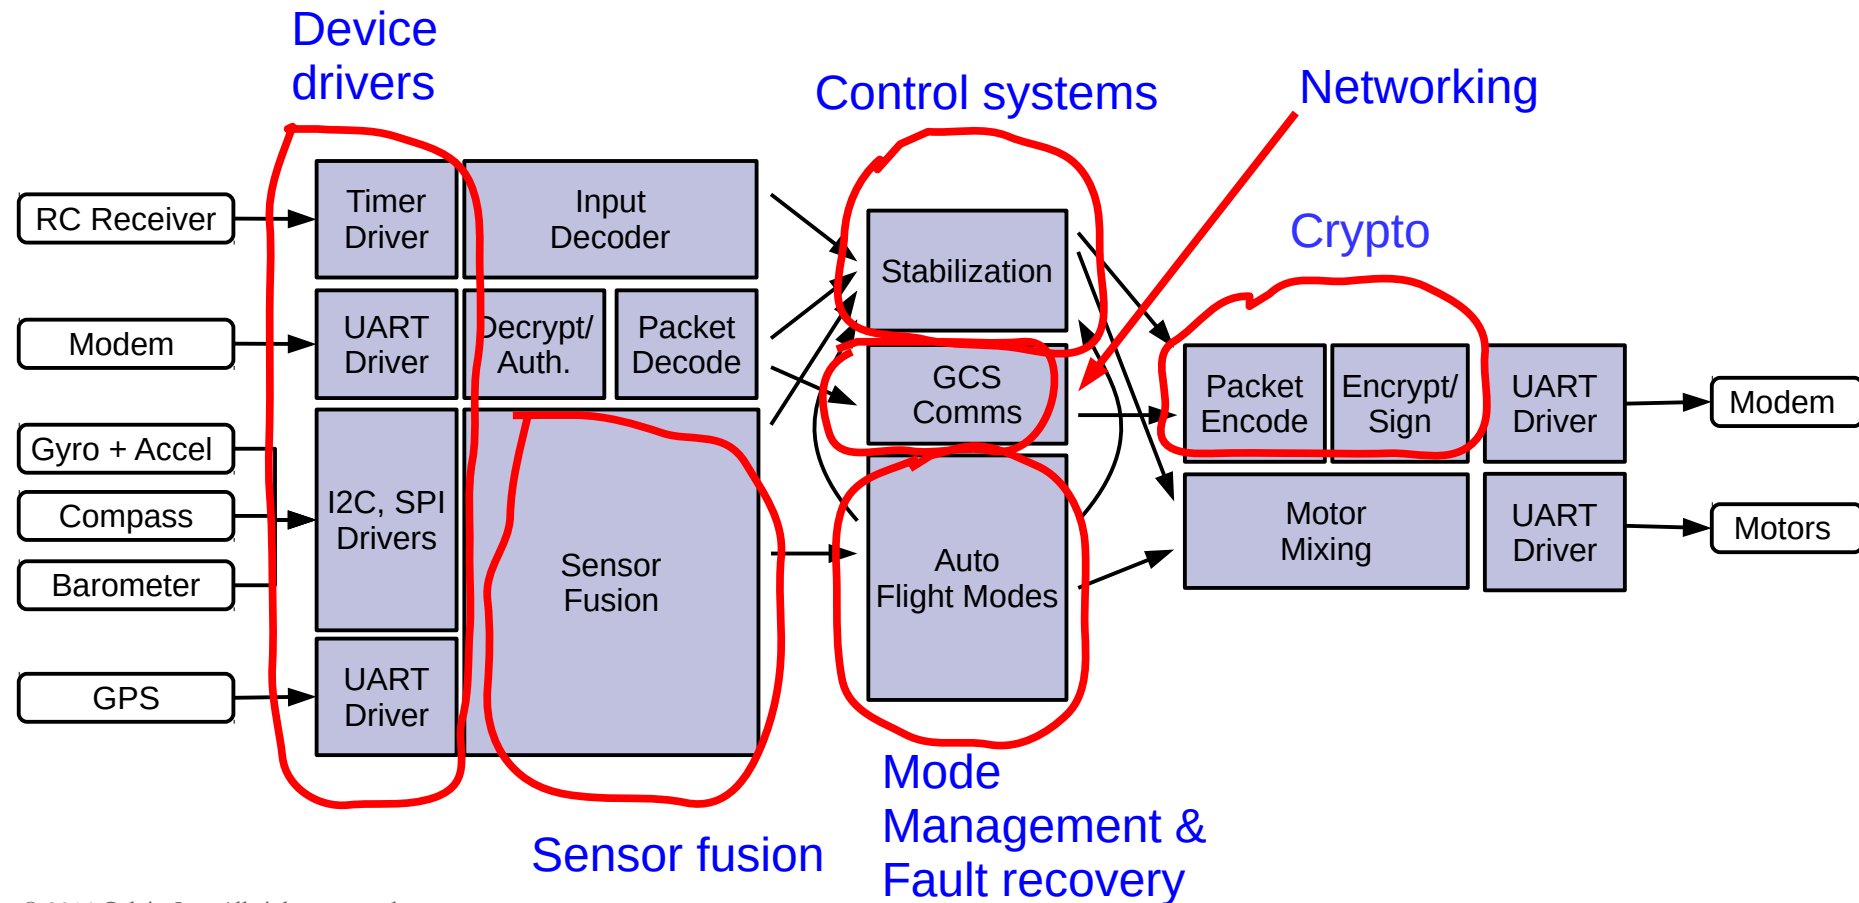 Device
drivers
Control systems
Networking
RC Receiver
Timer
Driver
Input
Decoder
Stabilization
Crypto
Modem
UART
Driver
Decrypt/
Auth.
Packet
Decode
GCS
Comms
Packet
Encode
Encrypt/
Sign
UART
Driver
Modem
Gyro + Accel
Compass
Barometer
I2C, SPI
Drivers
Sensor
Fusion
Auto
Flight Modes
Motor
Mixing
UART
Driver
Motors
GPS
UART
Driver
Sensor fusion
Mode
Management &
Fault recovery